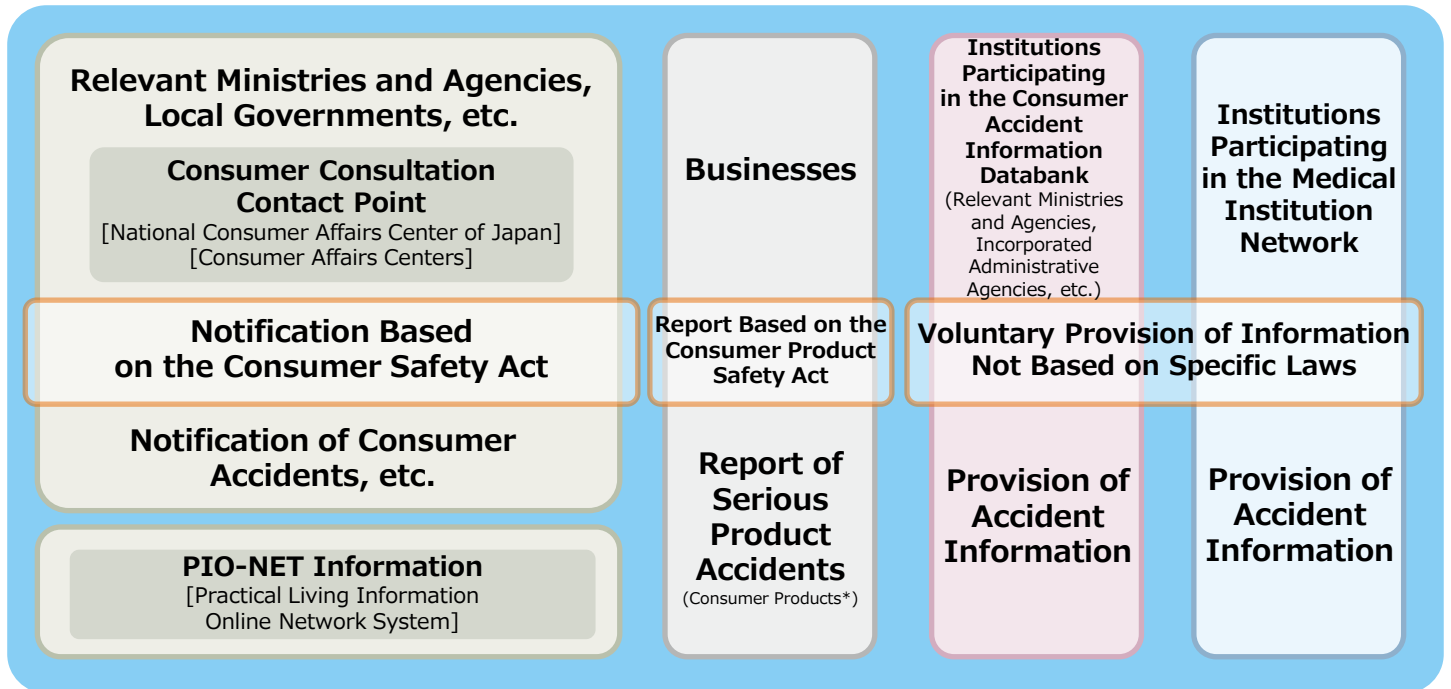 Relevant Ministries and Agencies,
Local Governments, etc.
Consumer Consultation
Contact Point
[National Consumer Affairs Center of Japan]
[Consumer Affairs Centers]
Notification Based
on the Consumer Safety Act
Notification of Consumer
Accidents, etc.
PIO-NET Information
[Practical Living Information
Online Network System]
Businesses
Report Based on the
Consumer Product
Safety Act
Report of
Serious
Product
Accidents
(Consumer Products*)
Institutions
Participating
in the Consumer
Accident
Information
Databank
(Relevant Ministries
and Agencies,
Incorporated
Administrative
Agencies, etc.)
Institutions
Participating
in the Medical
Institution
Network
Voluntary Provision of Information
Not Based on Specific Laws
Provision of
Accident
Information
Provision of
Accident
Information